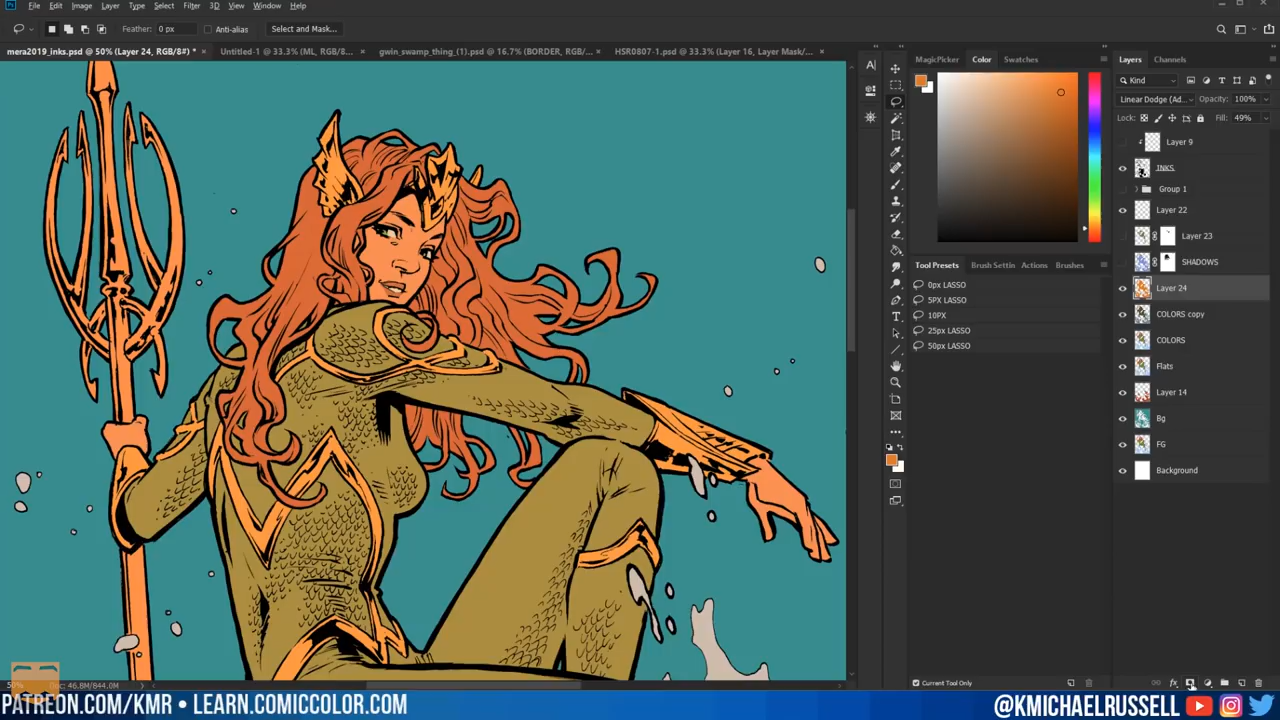 File Edit Image Layer Type Select Filter 3D View Window Help
Feather: 0 px Anti-alias Select and Mask...
mera2019_inks.psd @ 50% (Layer 24, RGB/8#) * × Untitled-1 @ 33.3% (ML, RGB/8... × gwin_swamp_thing_(1).psd @ 16.7% (BORDER, RGB/... × HSR0807-1.psd @ 33.3% (Layer 16, Layer Mask/... ×
MagicPicker Color Swatches
Layers Channels
Kind
Linear Dodge (Ad... Opacity: 100%
Lock: Fill: 49%
Layer 9
INKS
Group 1
Layer 22
Layer 23
SHADOWS
Layer 24
COLORS copy
COLORS
Flats
Layer 14
Bg
FG
Background
Tool Presets Brush Settin Actions Brushes
0px LASSO
5PX LASSO
10PX
25px LASSO
50px LASSO
Current Tool Only
Doc: 46.8M/844.0M
PATREON.COM/KMR • LEARN.COMICCOLOR.COM
@KMICHAELRUSSELL